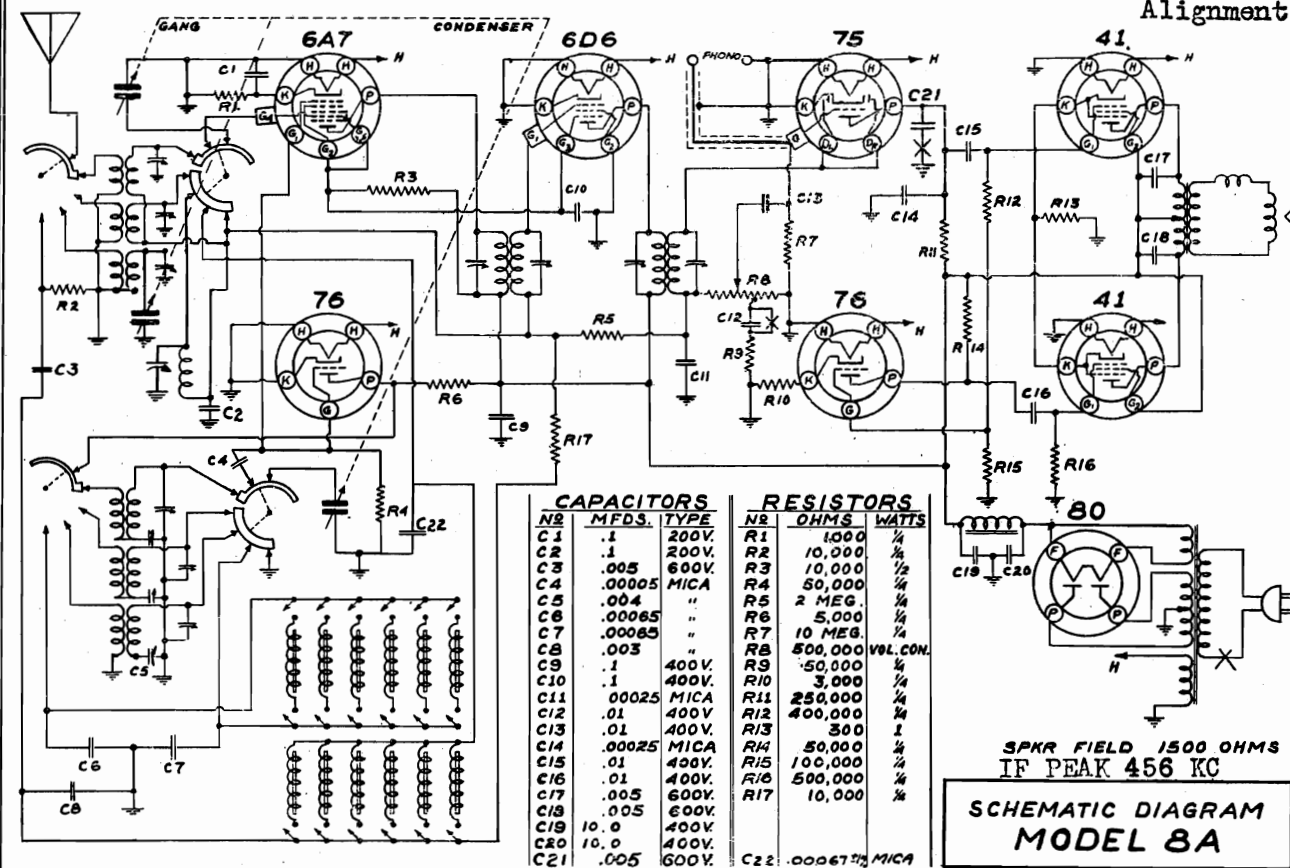 Alignment
GANG CONDENSER
6A7 6D6 75 41.
PHONO
C1
R1
C21
C15
C17
R3
C10
C13
C14
R12
R13
R7
R11
C18
R2
R8
76 76 41
C12
R5
R14
C3
C2
R6
R9
C11
R10
C16
C9
R17
C4
R4
R15
R16
C22
80
C19 C20
C5
C6 C7
C8
H H H H H H H
CAPACITORS RESISTORS
No MFDS. TYPE No OHMS WATTS
C1 .1 200V. R1 1000 1/4
C2 .1 200V. R2 10,000 1/4
C3 .005 600V. R3 10,000 1/2
C4 .00005 MICA R4 50,000 1/4
C5 .004 " R5 2 MEG. 1/4
C6 .00065 " R6 5,000 1/4
C7 .00065 " R7 10 MEG. 1/4
C8 .003 " R8 500,000 VOL.CON.
C9 .1 400V. R9 50,000 1/4
C10 .1 400V. R10 3,000 1/4
C11 00025 MICA R11 250,000 1/4
C12 .01 400V R12 400,000 1/4
C13 .01 400V. R13 300 1
C14 .00025 MICA R14 50,000 1/4
C15 .01 400V. R15 100,000 1/4
C16 .01 400V. R16 500,000 1/4
C17 .005 600V. R17 10,000 1/4
C18 .005 600V.
C19 10.0 400V.
C20 10.0 400V.
C21 .005 600V. C22 .00067 MICA
SPKR FIELD 1500 OHMS
IF PEAK 456 KC
SCHEMATIC DIAGRAM
MODEL 8A